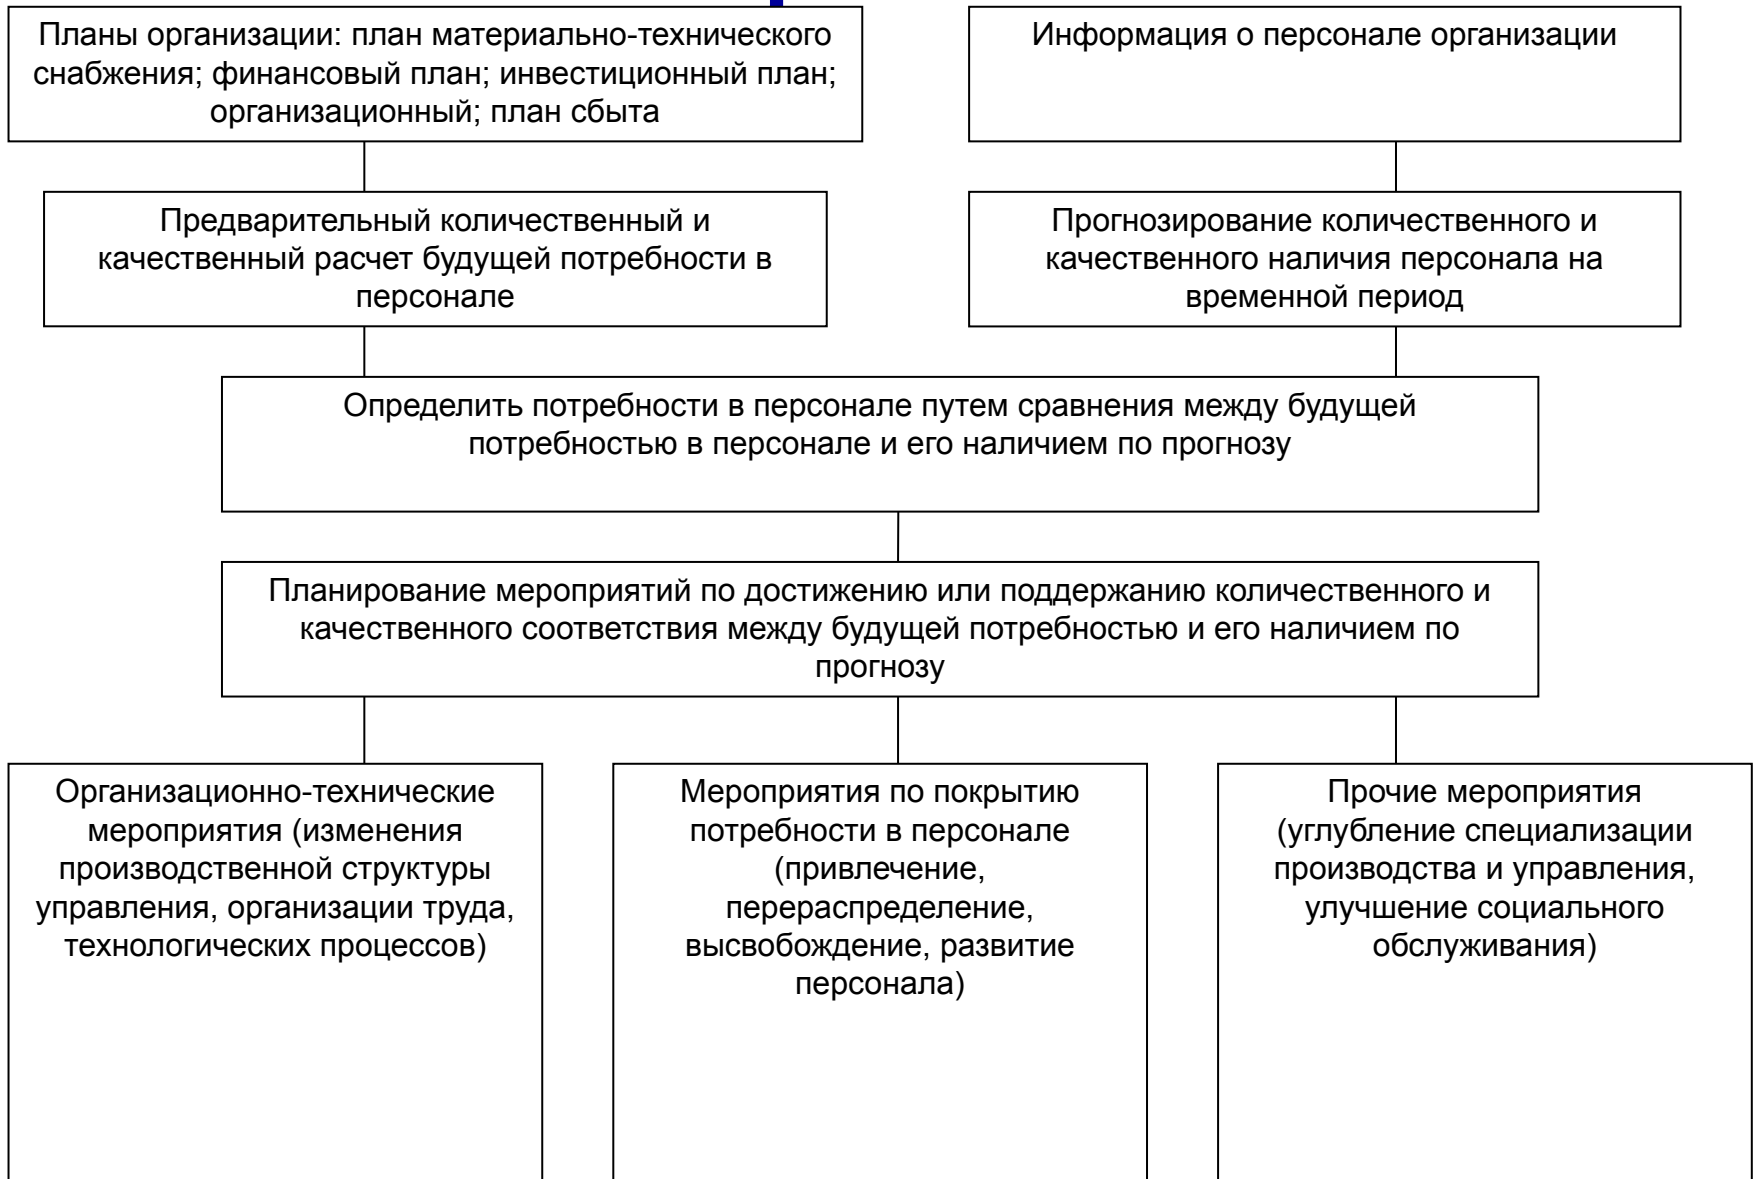 Планы организации: план материально-технического
снабжения; финансовый план; инвестиционный план;
организационный; план сбыта
Информация о персонале организации
Предварительный количественный и
качественный расчет будущей потребности в
персонале
Прогнозирование количественного и
качественного наличия персонала на
временной период
Определить потребности в персонале путем сравнения между будущей
потребностью в персонале и его наличием по прогнозу
Планирование мероприятий по достижению или поддержанию количественного и
качественного соответствия между будущей потребностью и его наличием по
прогнозу
Организационно-технические
мероприятия (изменения
производственной структуры
управления, организации труда,
технологических процессов)
Мероприятия по покрытию
потребности в персонале
(привлечение,
перераспределение,
высвобождение, развитие
персонала)
Прочие мероприятия
(углубление специализации
производства и управления,
улучшение социального
обслуживания)